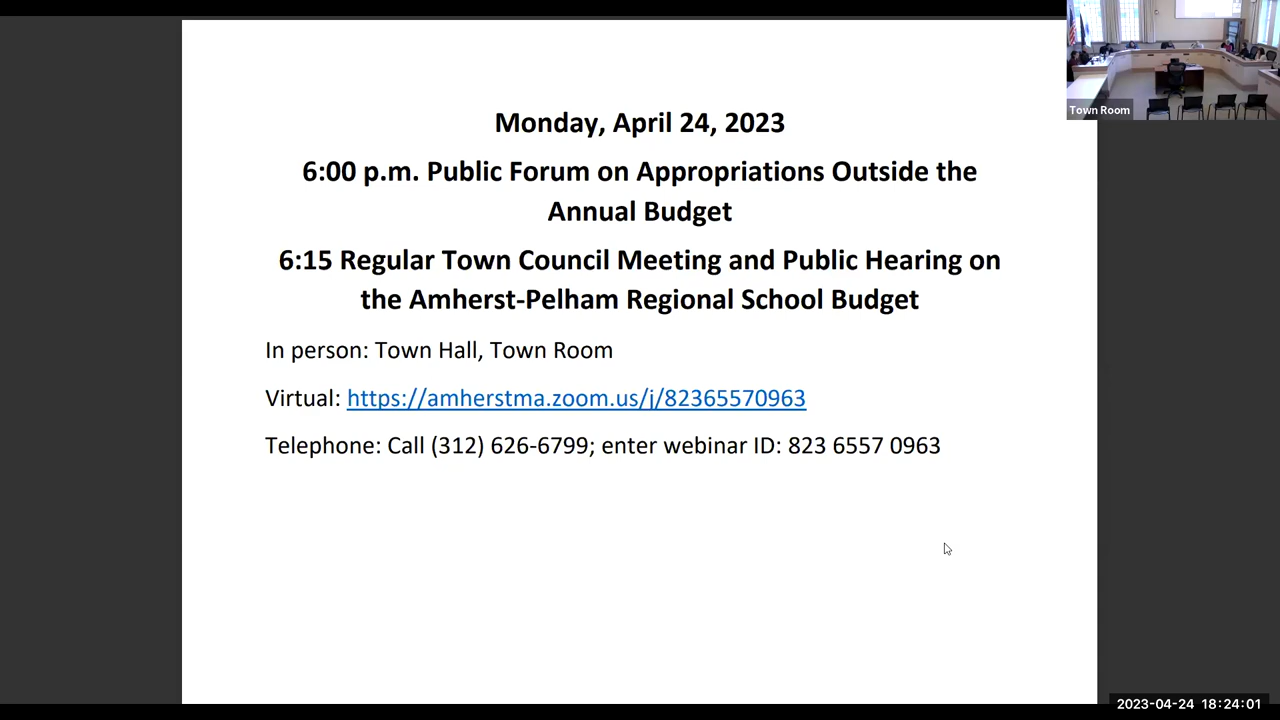 Monday, April 24, 2023
6:00 p.m. Public Forum on Appropriations Outside the
Annual Budget
6:15 Regular Town Council Meeting and Public Hearing on
the Amherst-Pelham Regional School Budget
In person: Town Hall, Town Room
Virtual: https://amherstma.zoom.us/j/82365570963
Telephone: Call (312) 626-6799; enter webinar ID: 823 6557 0963
Town Room
2023-04-24 18:24:01